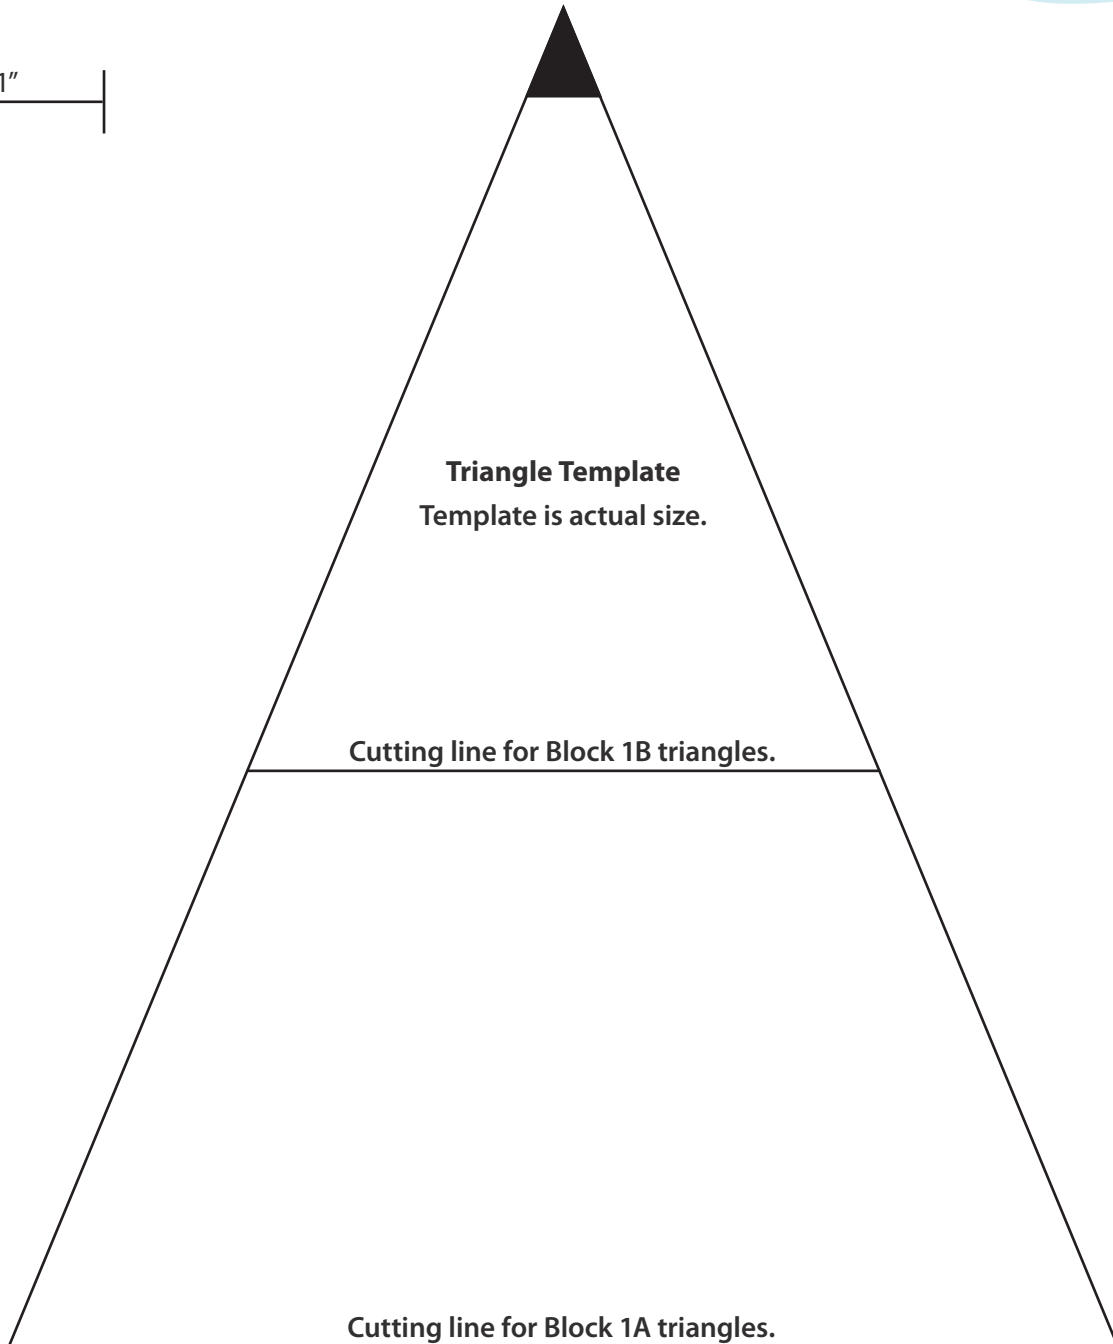 1”
Triangle Template
Template is actual size.
Cutting line for Block 1B triangles.
Cutting line for Block 1A triangles.